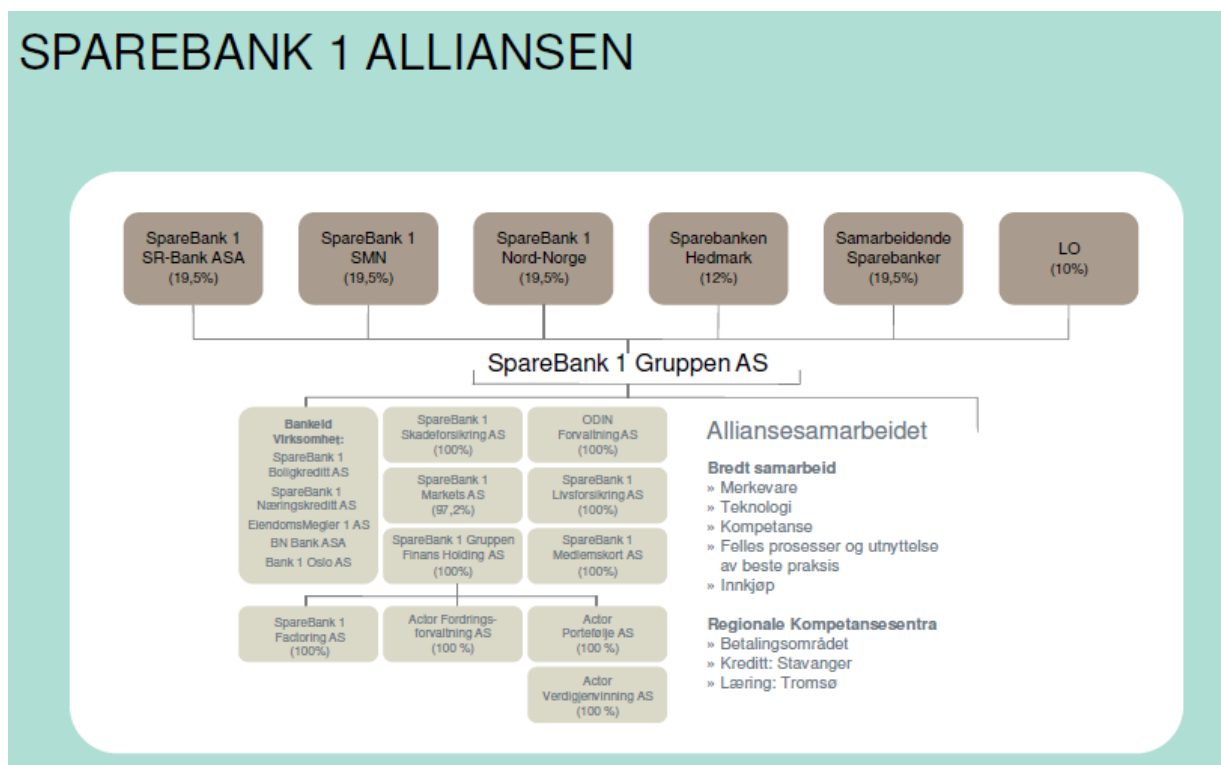 SPAREBANK 1 ALLIANSEN
SpareBank 1
SR-Bank ASA
(19,5%)
SpareBank 1
SMN
(19,5%)
SpareBank 1
Nord-Norge
(19,5%)
Sparebanken
Hedmark
(12%)
Samarbeidende
Sparebanker
(19,5%)
LO
(10%)
SpareBank 1 Gruppen AS
Bankeid
Virksomhet:
SpareBank 1
Boligkreditt AS
SpareBank 1
Næringskreditt AS
EiendomsMegler 1 AS
BN Bank ASA
Bank 1 Oslo AS
SpareBank 1
Skadeforsikring AS
(100%)
ODIN
Forvaltning AS
(100%)
SpareBank 1
Markets AS
(97,2%)
SpareBank 1
Livsforsikring AS
(100%)
SpareBank 1 Gruppen
Finans Holding AS
(100%)
SpareBank 1
Medlemskort AS
(100%)
SpareBank 1
Factoring AS
(100%)
Actor Fordrings-
forvaltning AS
(100 %)
Actor
Portefølje AS
(100 %)
Actor
Verdigjenvinning AS
(100 %)
Alliansesamarbeidet
Bredt samarbeid
» Merkevare
» Teknologi
» Kompetanse
» Felles prosesser og utnyttelse
av beste praksis
» Innkjøp
Regionale Kompetansesentra
» Betalingsområdet
» Kreditt: Stavanger
» Læring: Tromsø